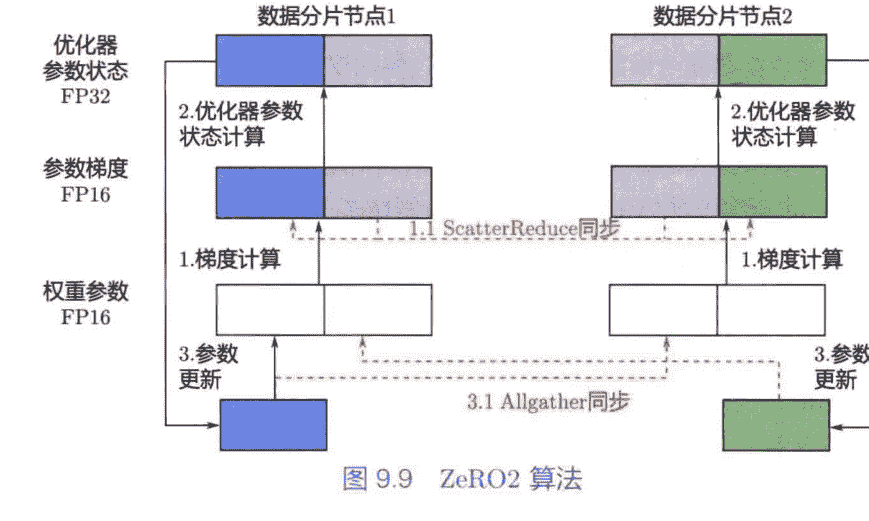 数据分片节点1
数据分片节点2
优化器
参数状态
FP32
2.优化器参数
状态计算
2.优化器参数
状态计算
参数梯度
FP16
1.1 ScatterReduce同步
1.梯度计算
1.梯度计算
权重参数
FP16
3.参数
更新
3.参数
更新
3.1 Allgather同步
图 9.9 ZeRO2 算法